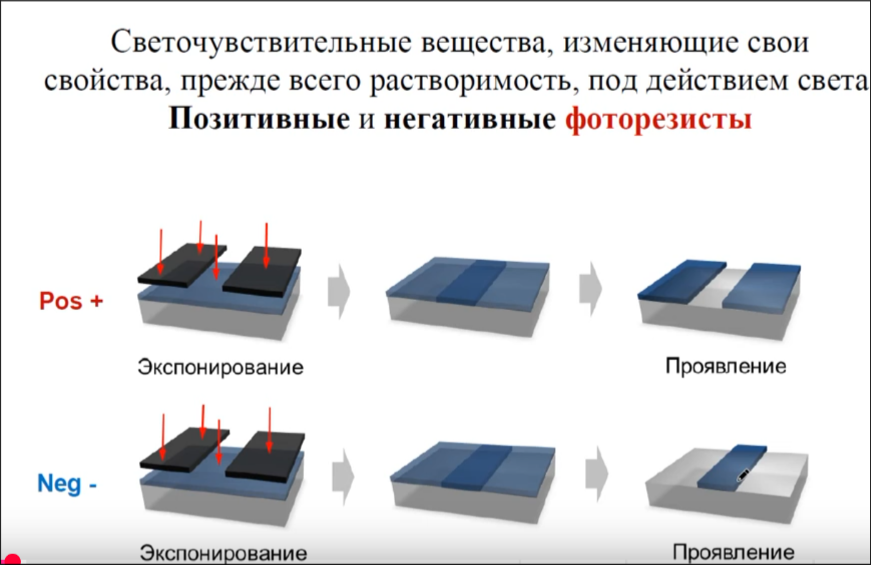 Светочувствительные вещества, изменяющие свои
свойства, прежде всего растворимость, под действием света
Позитивные и негативные фоторезисты
Pos +
Экспонирование
Проявление
Neg -
Экспонирование
Проявление